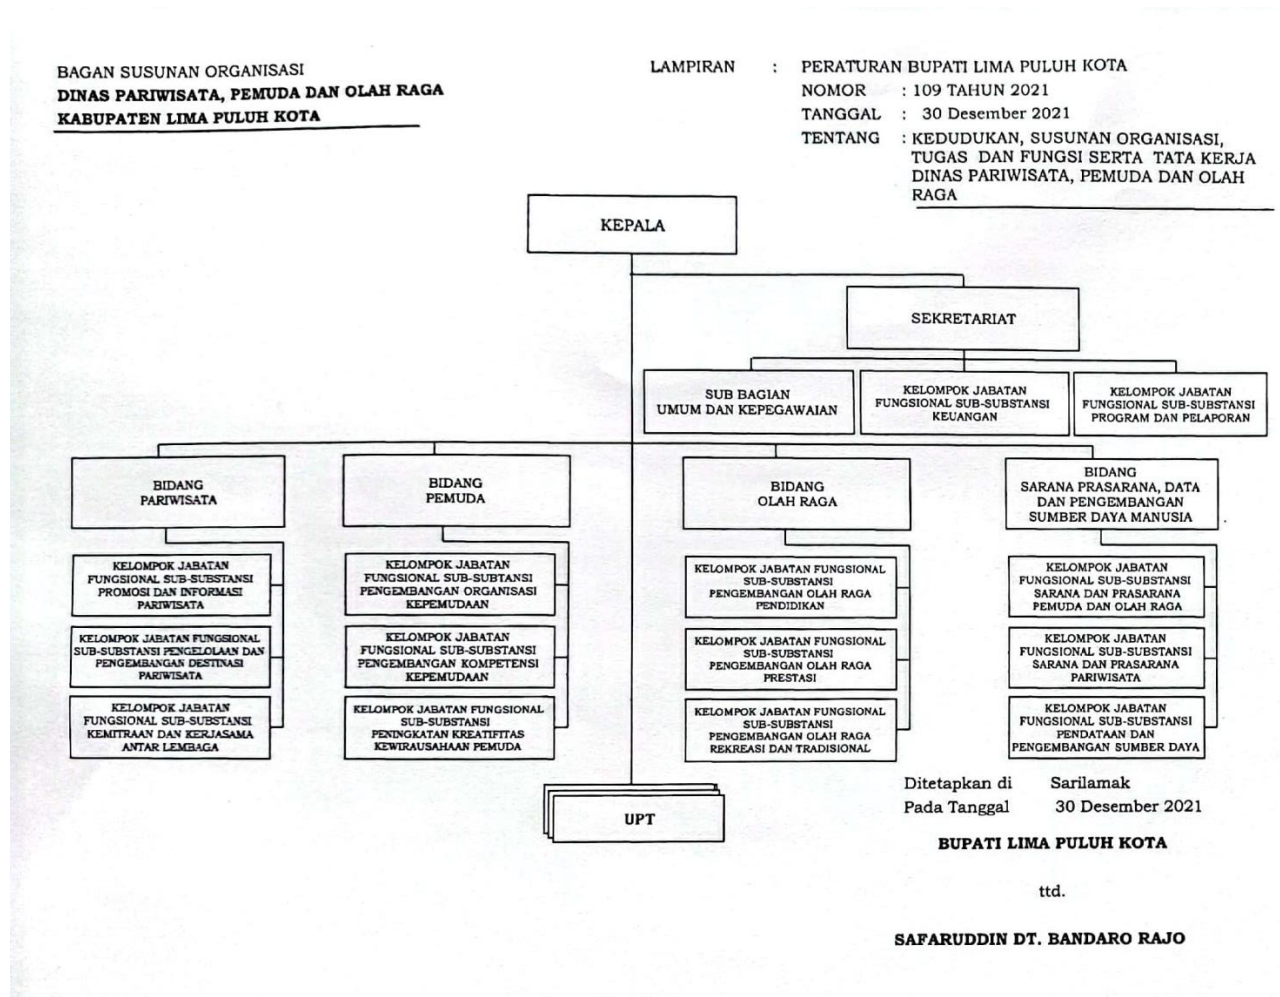 BAGAN SUSUNAN ORGANISASI
DINAS PARIWISATA, PEMUDA DAN OLAH RAGA
KABUPATEN LIMA PULUH KOTA
LAMPIRAN : PERATURAN BUPATI LIMA PULUH KOTA
NOMOR : 109 TAHUN 2021
TANGGAL : 30 Desember 2021
TENTANG : KEDUDUKAN, SUSUNAN ORGANISASI,
TUGAS DAN FUNGSI SERTA TATA KERJA
DINAS PARIWISATA, PEMUDA DAN OLAH
RAGA
KEPALA
SEKRETARIAT
SUB BAGIAN
UMUM DAN KEPEGAWAIAN
KELOMPOK JABATAN
FUNGSIONAL SUB-SUBSTANSI
KEUANGAN
KELOMPOK JABATAN
FUNGSIONAL SUB-SUBSTANSI
PROGRAM DAN PELAPORAN
BIDANG
PARIWISATA
BIDANG
PEMUDA
BIDANG
OLAH RAGA
BIDANG
SARANA PRASARANA, DATA
DAN PENGEMBANGAN
SUMBER DAYA MANUSIA
KELOMPOK JABATAN
FUNGSIONAL SUB-SUBSTANSI
PROMOSI DAN INFORMASI
PARIWISATA
KELOMPOK JABATAN FUNGSIONAL
SUB-SUBSTANSI PENGELOLAAN DAN
PENGEMBANGAN DESTINASI
PARIWISATA
KELOMPOK JABATAN
FUNGSIONAL SUB-SUBSTANSI
KEMITRAAN DAN KERJASAMA
ANTAR LEMBAGA
KELOMPOK JABATAN
FUNGSIONAL SUB-SUBTANSI
PENGEMBANGAN ORGANISASI
KEPEMUDAAN
KELOMPOK JABATAN
FUNGSIONAL SUB-SUBSTANSI
PENGEMBANGAN KOMPETENSI
KEPEMUDAAN
KELOMPOK JABATAN FUNGSIONAL
SUB-SUBSTANSI
PENINGKATAN KREATIFITAS
KEWIRAUSAHAAN PEMUDA
KELOMPOK JABATAN FUNGSIONAL
SUB-SUBSTANSI
PENGEMBANGAN OLAH RAGA
PENDIDIKAN
KELOMPOK JABATAN FUNGSIONAL
SUB-SUBSTANSI
PENGEMBANGAN OLAH RAGA
PRESTASI
KELOMPOK JABATAN FUNGSIONAL
SUB-SUBSTANSI
PENGEMBANGAN OLAH RAGA
REKREASI DAN TRADISIONAL
KELOMPOK JABATAN
FUNGSIONAL SUB-SUBSTANSI
SARANA DAN PRASARANA
PEMUDA DAN OLAH RAGA
KELOMPOK JABATAN
FUNGSIONAL SUB-SUBSTANSI
SARANA DAN PRASARANA
PARIWISATA
KELOMPOK JABATAN
FUNGSIONAL SUB-SUBSTANSI
PENDATAAN DAN
PENGEMBANGAN SUMBER DAYA
UPT
Ditetapkan di Sarilamak
Pada Tanggal 30 Desember 2021
BUPATI LIMA PULUH KOTA
ttd.
SAFARUDDIN DT. BANDARO RAJO